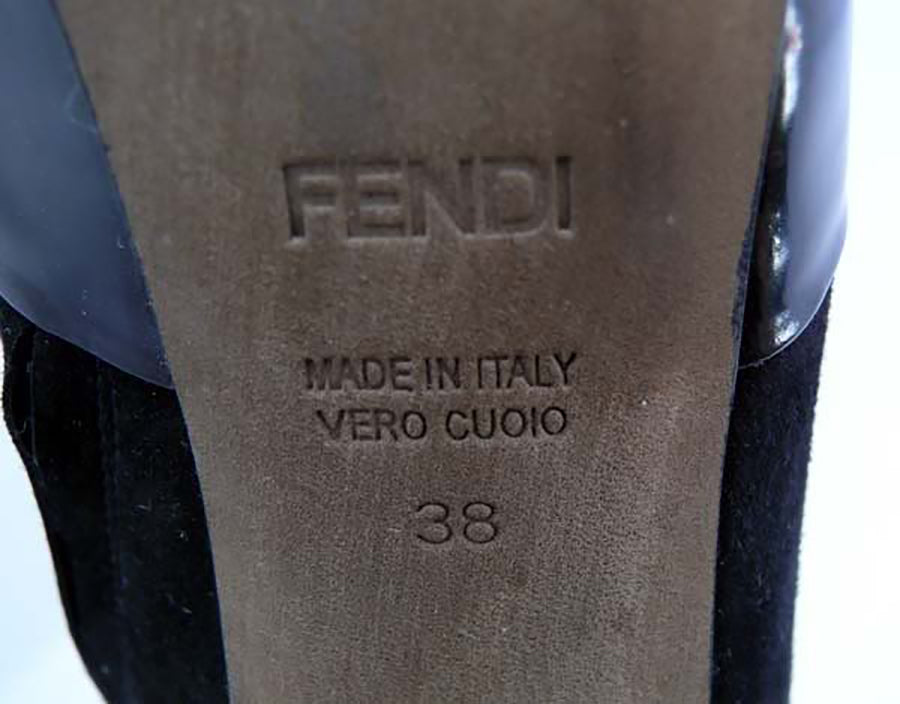 FENDI
MADE IN ITALY
VERO CUOIO
38